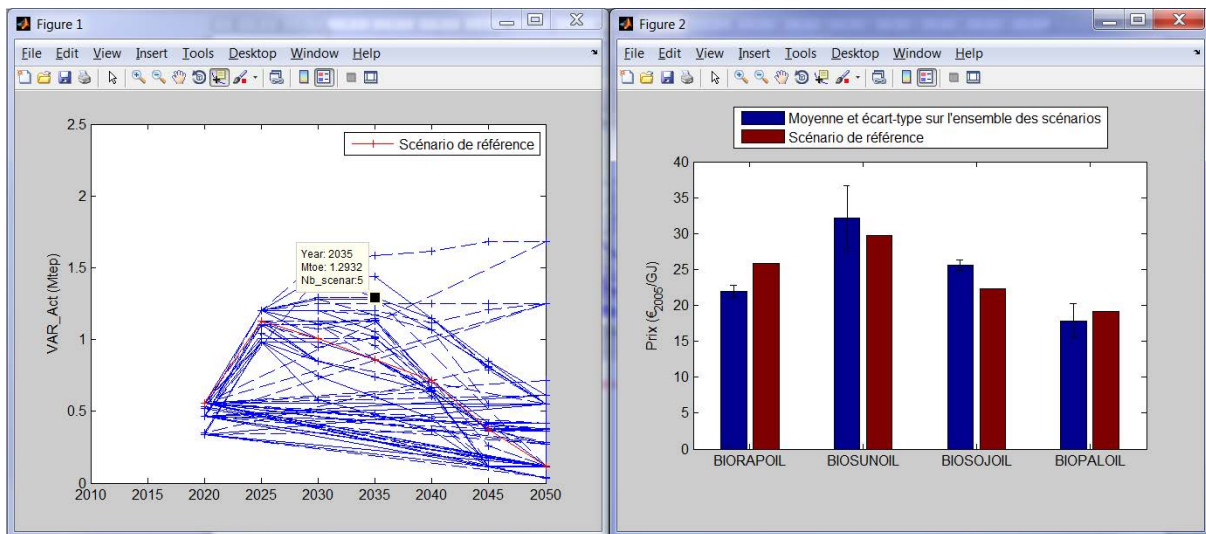 Figure 1
File Edit View Insert Tools Desktop Window Help
2.5
2
1.5
1
0.5
0
VAR_Act (Mtep)
Scénario de référence
Year: 2035
Mtoe: 1.2932
Nb_scenar:5
2010 2015 2020 2025 2030 2035 2040 2045 2050
Figure 2
File Edit View Insert Tools Desktop Window Help
Moyenne et écart-type sur l'ensemble des scénarios
Scénario de référence
40
35
30
25
20
15
10
5
0
Prix (€2005/GJ)
BIORAPOIL BIOSUNOIL BIOSOJOIL BIOPALOIL